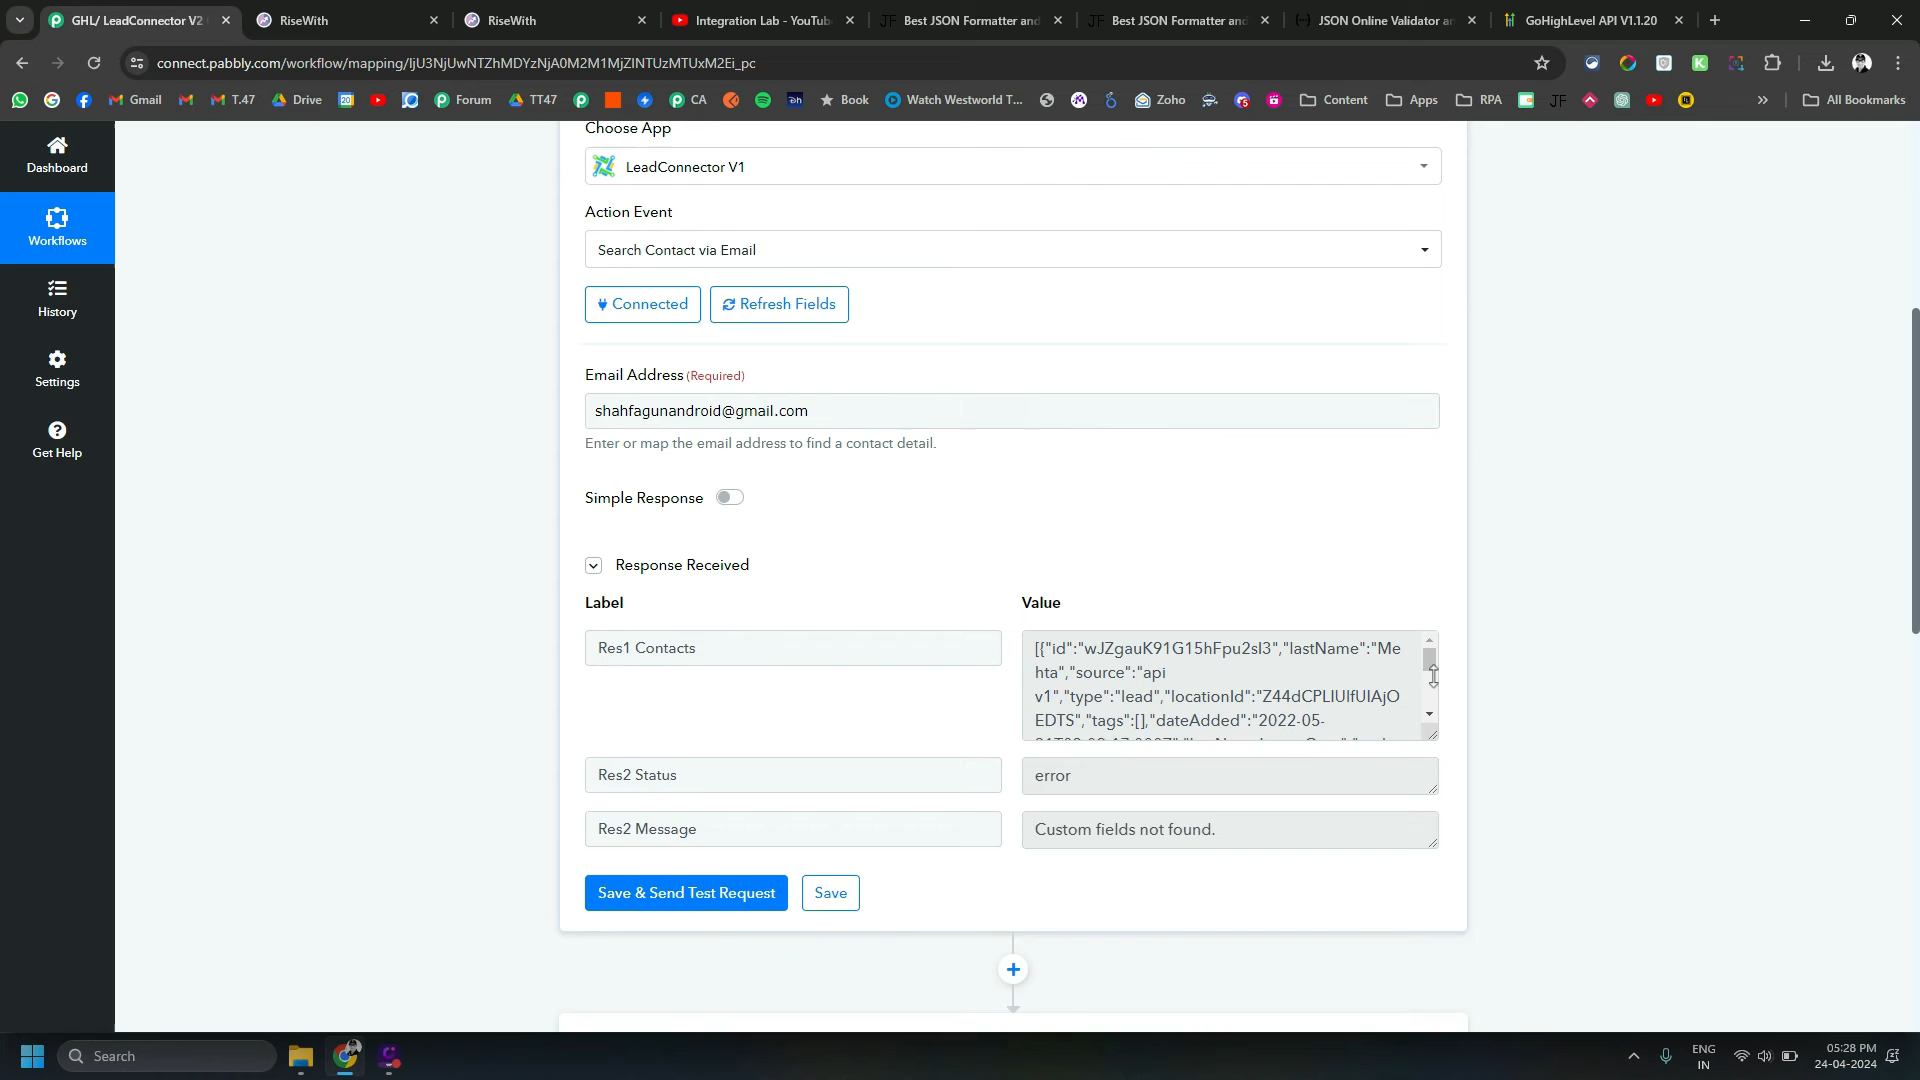 GHL/ LeadConnector V2
RiseWith
RiseWith
Integration Lab - YouTub
Best JSON Formatter and
Best JSON Formatter and
JSON Online Validator an
GoHighLevel API V1.1.20
connect.pabbly.com/workflow/mapping/IjU3NjUwNTZhMDYzNjA0M2M1MjZlNTUzMTUxM2Ei_pc
Gmail
T.47
Drive
Forum
TT47
CA
Book
Watch Westworld T...
Zoho
Content
Apps
RPA
All Bookmarks
Dashboard
Workflows
History
Settings
Get Help
Choose App
LeadConnector V1
Action Event
Search Contact via Email
Connected
Refresh Fields
Email Address (Required)
shahfagunandroid@gmail.com
Enter or map the email address to find a contact detail.
Simple Response
Response Received
Label
Value
Res1 Contacts
[{"id":"wJZgauK91G15hFpu2sl3","lastName":"Me
hta","source":"api
v1","type":"lead","locationId":"Z44dCPLIUlfUIAjO
EDTS","tags":[],"dateAdded":"2022-05-
Res2 Status
error
Res2 Message
Custom fields not found.
Save & Send Test Request
Save
Search
ENG
IN
05:28 PM
24-04-2024